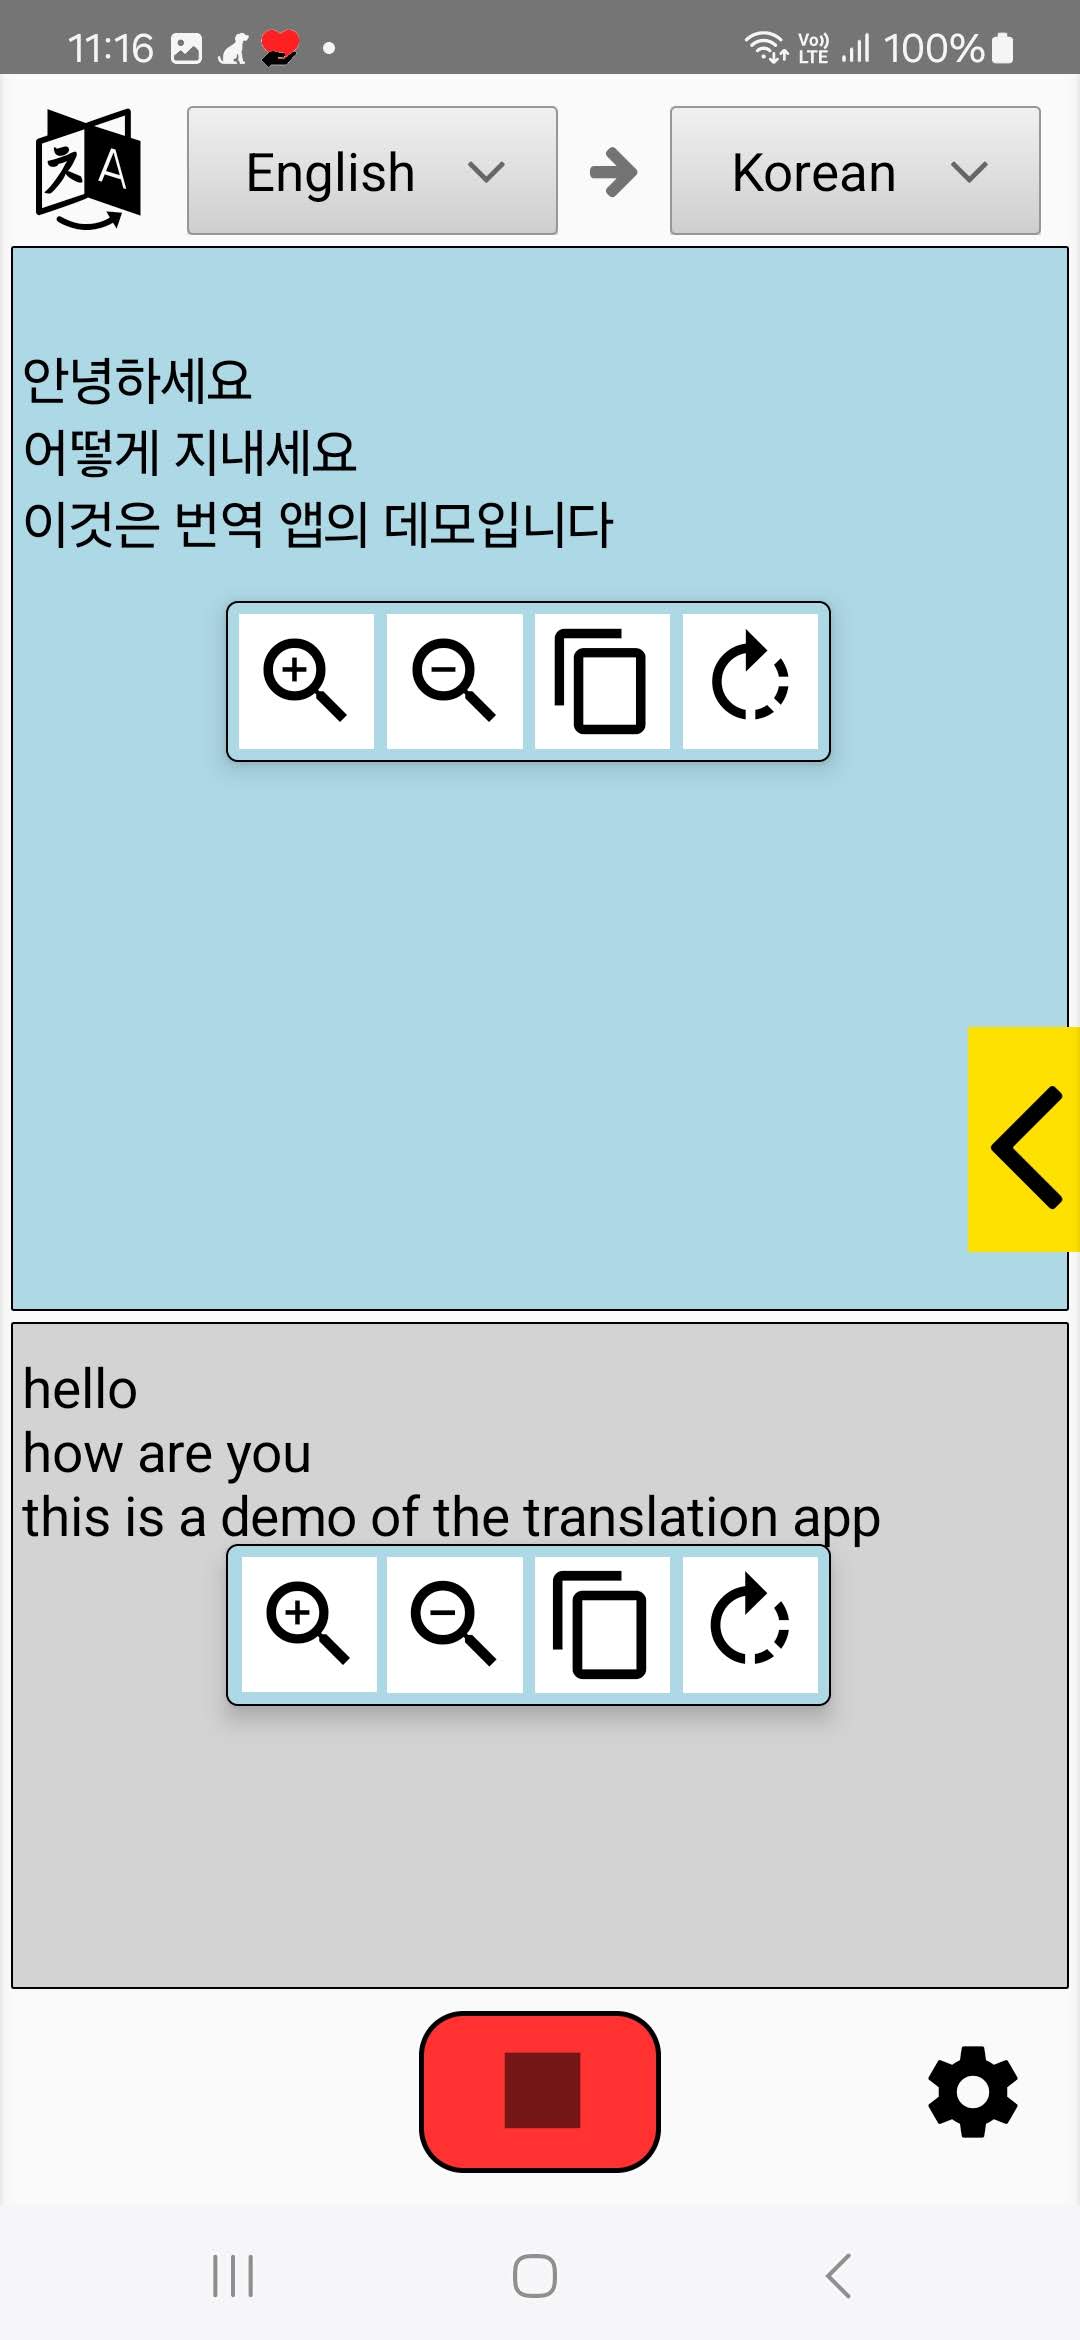 11:16
Vo)) LTE
100%
English
Korean
안녕하세요
어떻게 지내세요
이것은 번역 앱의 데모입니다
hello
how are you
this is a demo of the translation app